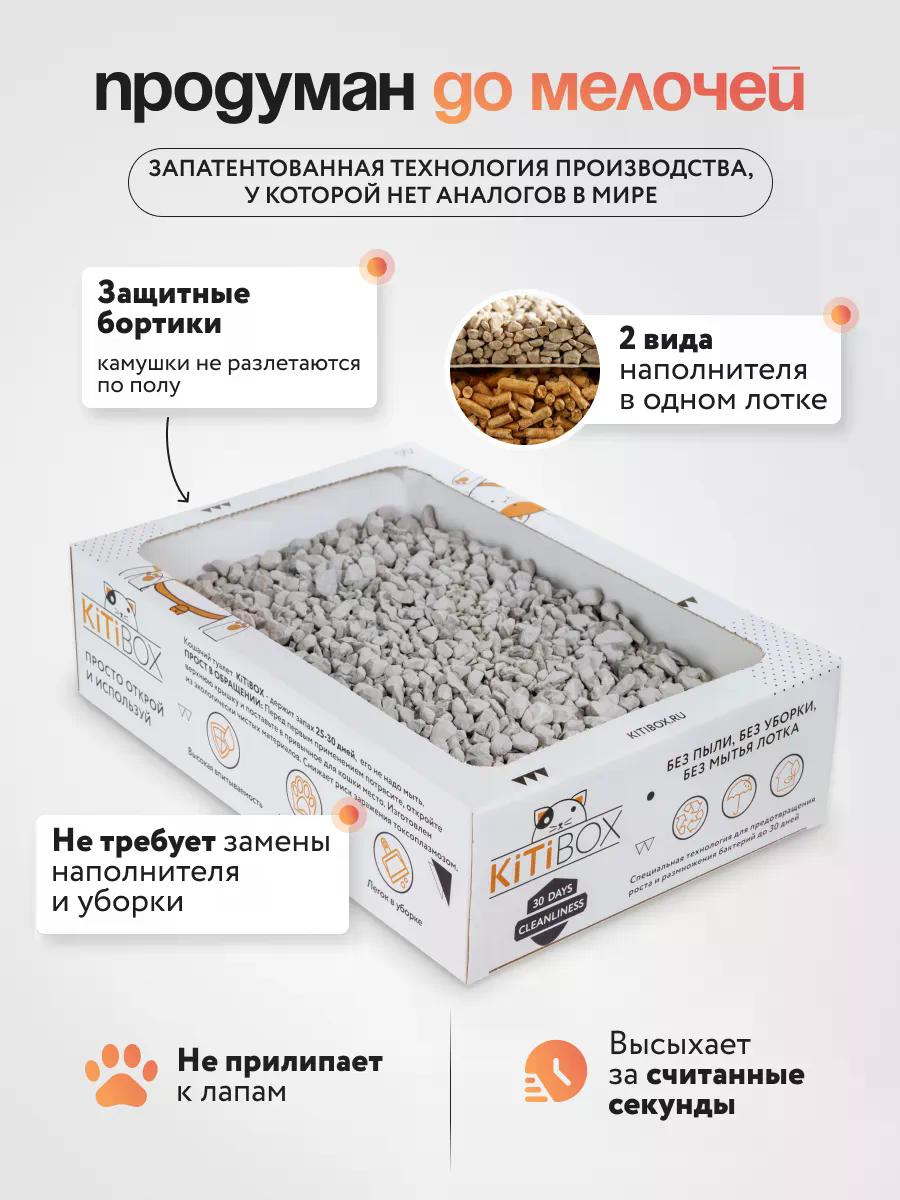 продуман до мелочей
ЗАПАТЕНТОВАННАЯ ТЕХНОЛОГИЯ ПРОИЗВОДСТВА,
У КОТОРОЙ НЕТ АНАЛОГОВ В МИРЕ
Защитные
бортики
камушки не разлетаются
по полу
2 вида
наполнителя
в одном лотке
KiTiBOX
ПРОСТО ОТКРОЙ
И ИСПОЛЬЗУЙ
Кошачий туалет KiTiBOX - держит запах 25-30 дней, его не надо мыть.
ПРОСТ В ОБРАЩЕНИИ: Перед первым применением потрясите, откройте
верхнюю крышку и поставьте в привычное для кошки место. Изготовлен
из экологически чистых материалов. Снижает риск заражения токсоплазмозом.
Высокая впитываемость
Легок в уборке
KITIBOX.RU
БЕЗ ПЫЛИ, БЕЗ УБОРКИ,
БЕЗ МЫТЬЯ ЛОТКА
KiTiBOX
30 DAYS
CLEANLINESS
Специальная технология для предотвращения
роста и размножения бактерий до 30 дней
Не требует замены
наполнителя
и уборки
Не прилипает
к лапам
Высыхает
за считанные
секунды